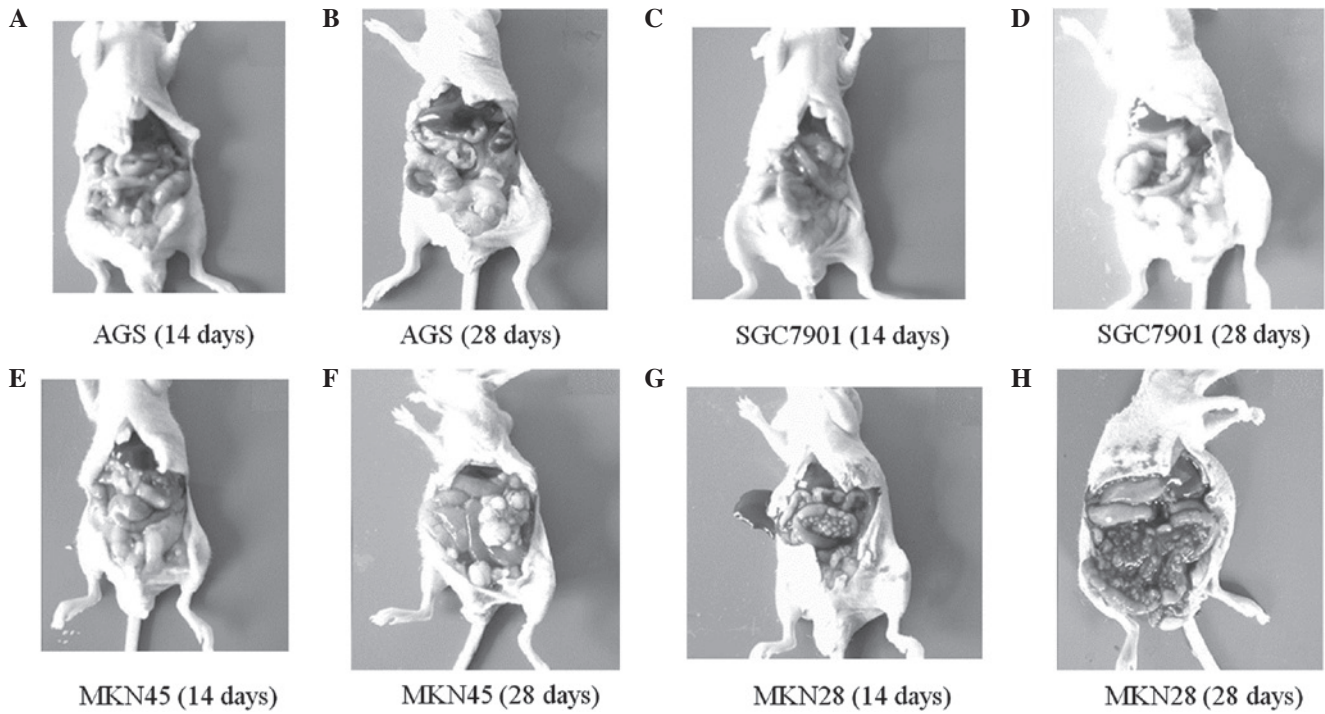 A
B
C
D
AGS (14 days)
AGS (28 days)
SGC7901 (14 days)
SGC7901 (28 days)
E
F
G
H
MKN45 (14 days)
MKN45 (28 days)
MKN28 (14 days)
MKN28 (28 days)